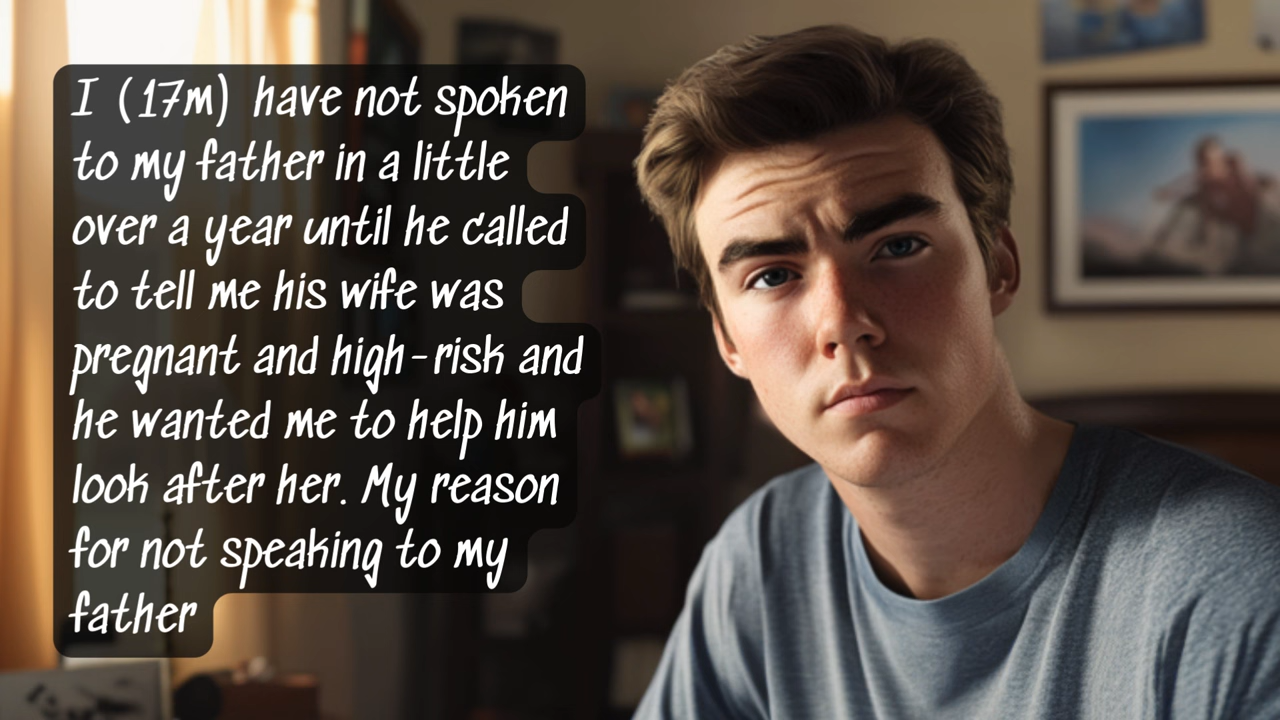 I (17m) have not spoken
to my father in a little
over a year until he called
to tell me his wife was
pregnant and high-risk and
he wanted me to help him
look after her. My reason
for not speaking to my
father